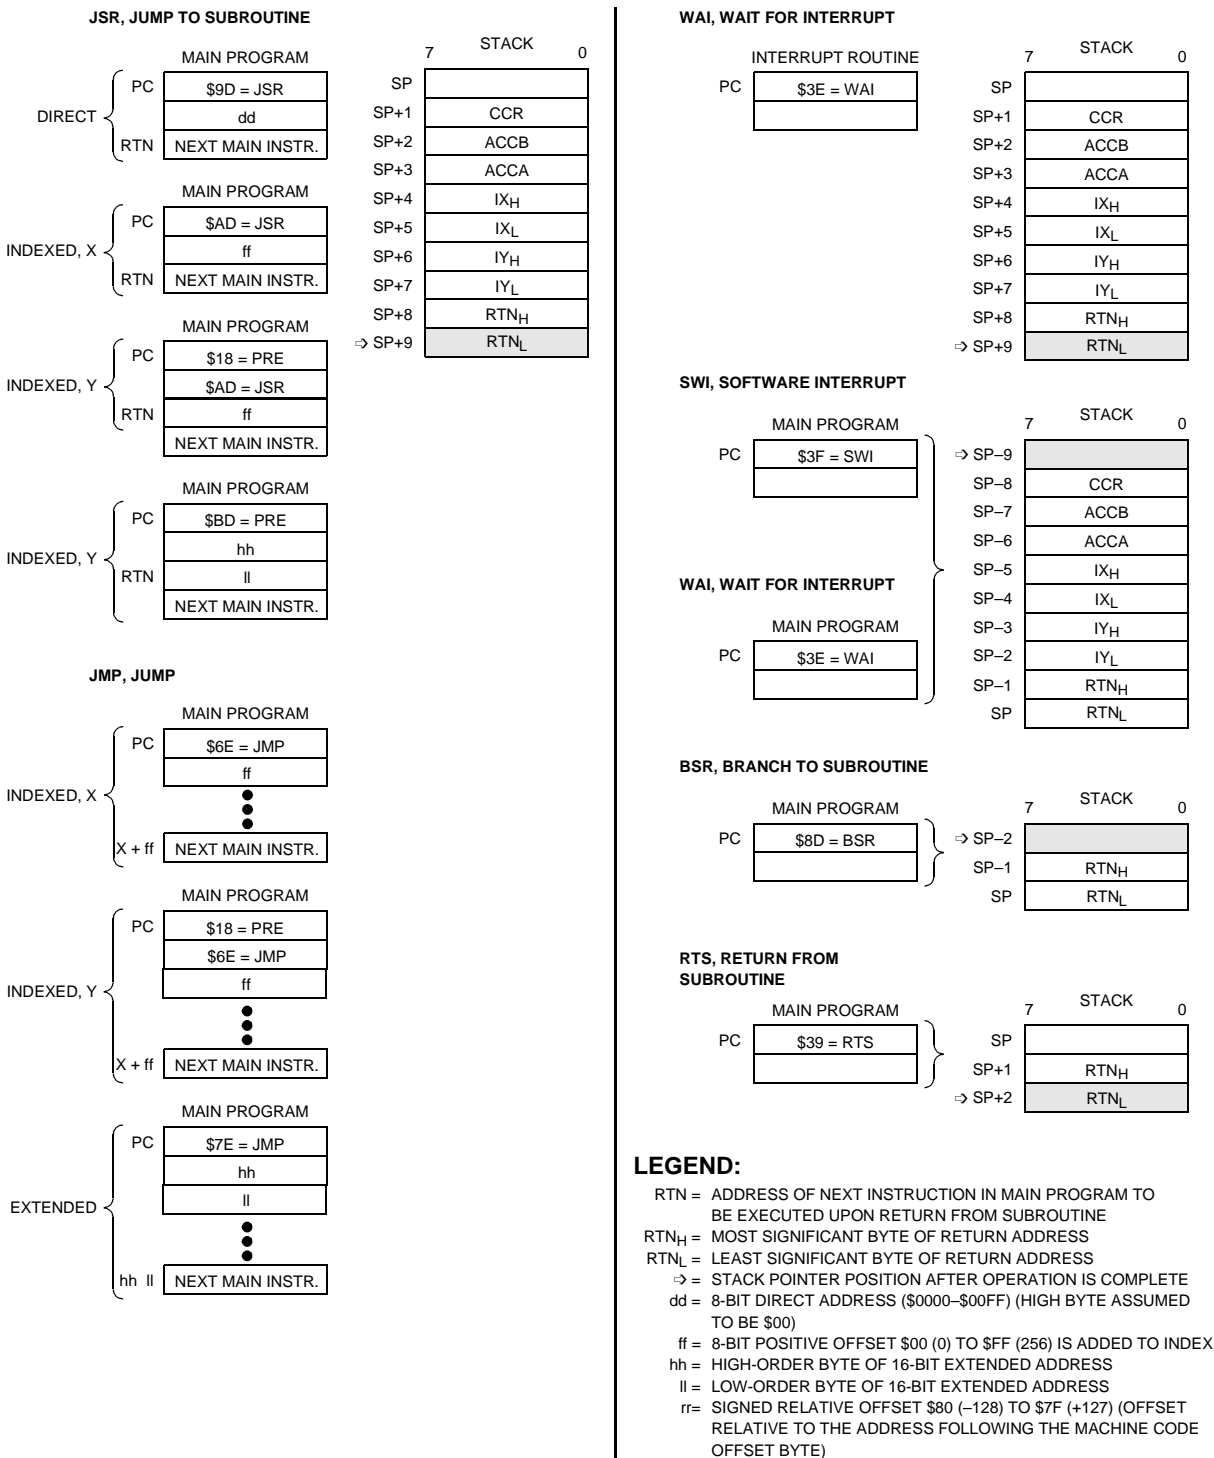 JSR, JUMP TO SUBROUTINE
MAIN PROGRAM
DIRECT
PC $9D = JSR
dd
RTN NEXT MAIN INSTR.
MAIN PROGRAM
INDEXED, X
PC $AD = JSR
ff
RTN NEXT MAIN INSTR.
MAIN PROGRAM
INDEXED, Y
PC $18 = PRE
$AD = JSR
RTN ff
NEXT MAIN INSTR.
MAIN PROGRAM
INDEXED, Y
PC $BD = PRE
hh
RTN ll
NEXT MAIN INSTR.
7 STACK 0
SP
SP+1 CCR
SP+2 ACCB
SP+3 ACCA
SP+4 IXH
SP+5 IXL
SP+6 IYH
SP+7 IYL
SP+8 RTNH
➩ SP+9 RTNL
JMP, JUMP
MAIN PROGRAM
INDEXED, X
PC $6E = JMP
ff
X + ff NEXT MAIN INSTR.
MAIN PROGRAM
INDEXED, Y
PC $18 = PRE
$6E = JMP
ff
X + ff NEXT MAIN INSTR.
MAIN PROGRAM
EXTENDED
PC $7E = JMP
hh
ll
hh ll NEXT MAIN INSTR.
WAI, WAIT FOR INTERRUPT
INTERRUPT ROUTINE
PC $3E = WAI
7 STACK 0
SP
SP+1 CCR
SP+2 ACCB
SP+3 ACCA
SP+4 IXH
SP+5 IXL
SP+6 IYH
SP+7 IYL
SP+8 RTNH
➩ SP+9 RTNL
SWI, SOFTWARE INTERRUPT
MAIN PROGRAM
PC $3F = SWI
WAI, WAIT FOR INTERRUPT
MAIN PROGRAM
PC $3E = WAI
7 STACK 0
➩ SP–9
SP–8 CCR
SP–7 ACCB
SP–6 ACCA
SP–5 IXH
SP–4 IXL
SP–3 IYH
SP–2 IYL
SP–1 RTNH
SP RTNL
BSR, BRANCH TO SUBROUTINE
MAIN PROGRAM
PC $8D = BSR
7 STACK 0
➩ SP–2
SP–1 RTNH
SP RTNL
RTS, RETURN FROM
SUBROUTINE
MAIN PROGRAM
PC $39 = RTS
7 STACK 0
SP
SP+1 RTNH
➩ SP+2 RTNL
LEGEND:
RTN = ADDRESS OF NEXT INSTRUCTION IN MAIN PROGRAM TO
BE EXECUTED UPON RETURN FROM SUBROUTINE
RTNH = MOST SIGNIFICANT BYTE OF RETURN ADDRESS
RTNL = LEAST SIGNIFICANT BYTE OF RETURN ADDRESS
➩ = STACK POINTER POSITION AFTER OPERATION IS COMPLETE
dd = 8-BIT DIRECT ADDRESS ($0000–$00FF) (HIGH BYTE ASSUMED
TO BE $00)
ff = 8-BIT POSITIVE OFFSET $00 (0) TO $FF (256) IS ADDED TO INDEX
hh = HIGH-ORDER BYTE OF 16-BIT EXTENDED ADDRESS
ll = LOW-ORDER BYTE OF 16-BIT EXTENDED ADDRESS
rr= SIGNED RELATIVE OFFSET $80 (–128) TO $7F (+127) (OFFSET
RELATIVE TO THE ADDRESS FOLLOWING THE MACHINE CODE
OFFSET BYTE)